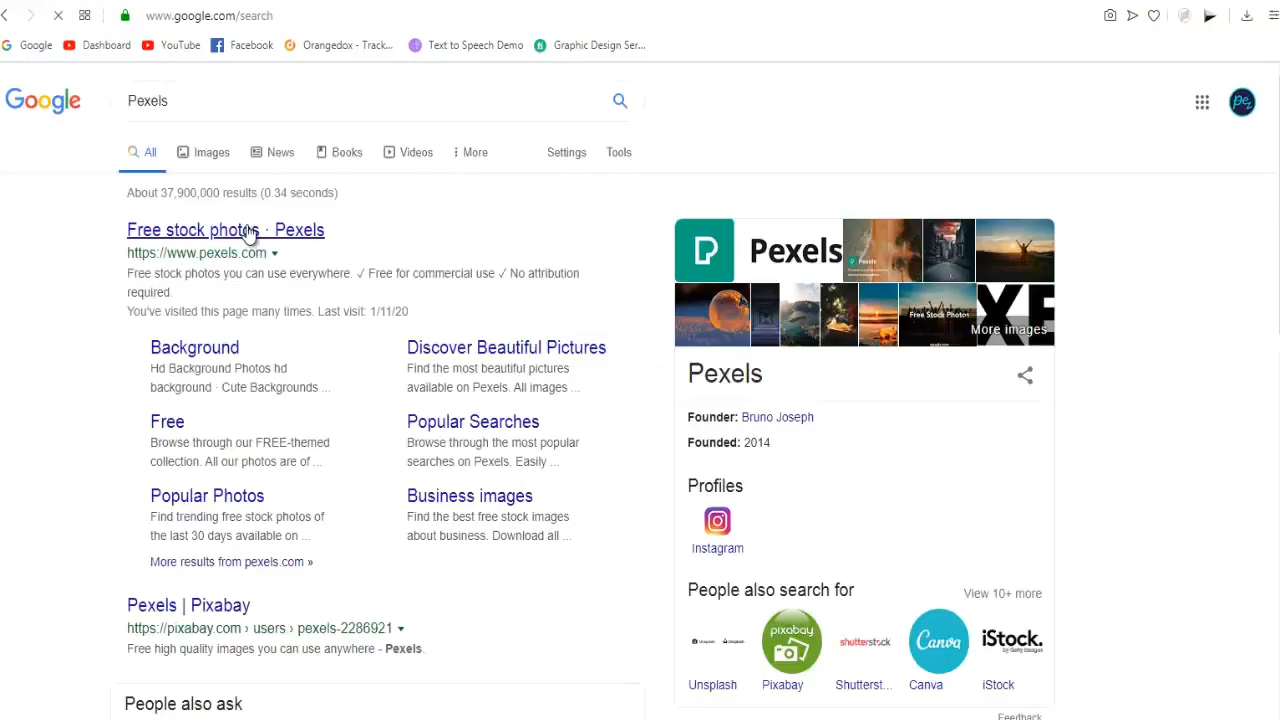 www.google.com/search
Google
Dashboard
YouTube
Facebook
Orangedox - Track...
Text to Speech Demo
Graphic Design Ser...
Google
Pexels
All
Images
News
Books
Videos
More
Settings
Tools
About 37,900,000 results (0.34 seconds)
Free stock photos · Pexels
https://www.pexels.com
Free stock photos you can use everywhere. ✓ Free for commercial use ✓ No attribution
required.
You've visited this page many times. Last visit: 1/11/20
Background
Hd Background Photos hd
background · Cute Backgrounds ...
Discover Beautiful Pictures
Find the most beautiful pictures
available on Pexels. All images ...
Free
Browse through our FREE-themed
collection. All our photos are of ...
Popular Searches
Browse through the most popular
searches on Pexels. Easily ...
Popular Photos
Find trending free stock photos of
the last 30 days available on ...
Business images
Find the best free stock images
about business. Download all ...
More results from pexels.com »
Pexels | Pixabay
https://pixabay.com › users › pexels-2286921
Free high quality images you can use anywhere - Pexels.
People also ask
pez
Pexels
Pexels
Free Stock Photos
More images
Pexels
Founder: Bruno Joseph
Founded: 2014
Profiles
Instagram
People also search for
View 10+ more
Unsplash
Unsplash
pixabay
shutterstock
Canva
iStock.
by Getty Images
Unsplash
Pixabay
Shutterst...
Canva
iStock
Feedback